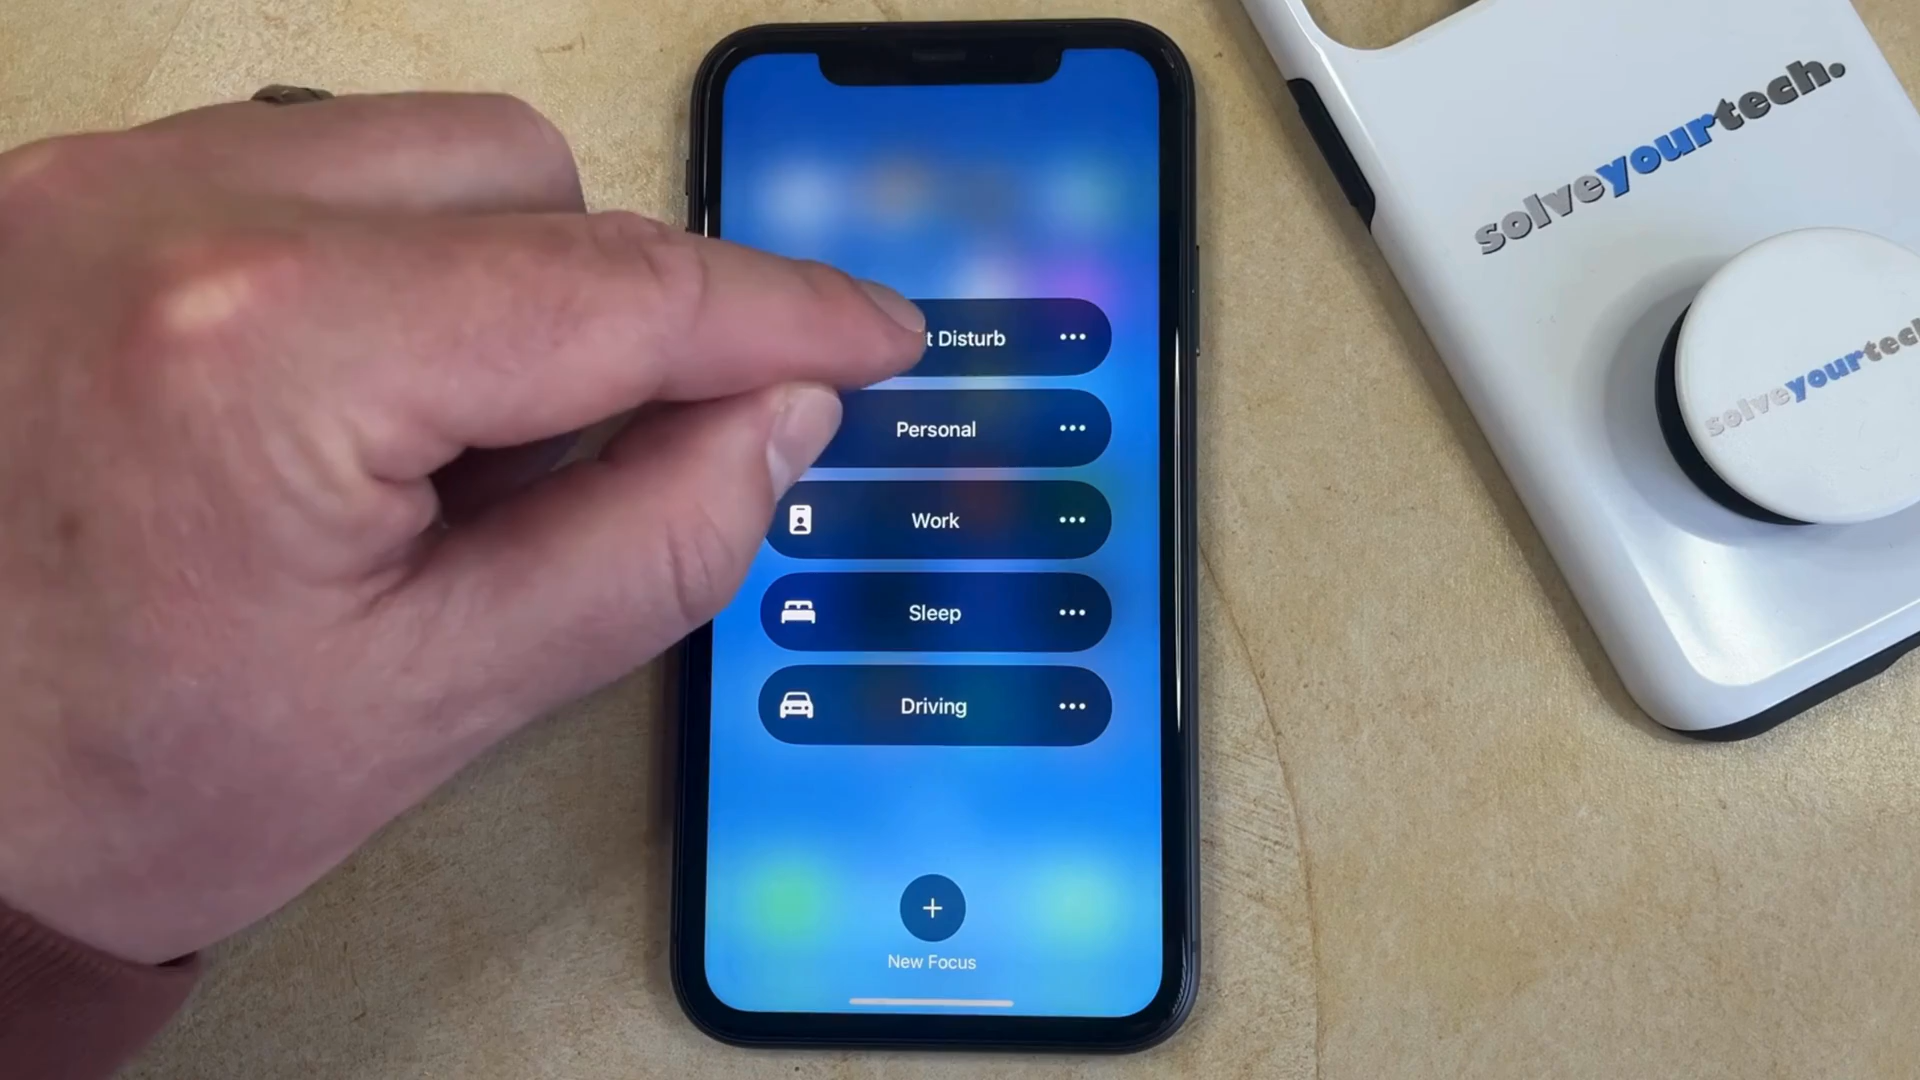 solveyourtech.
t Disturb
Personal
solveyourtech
Work
Sleep
Driving
New Focus